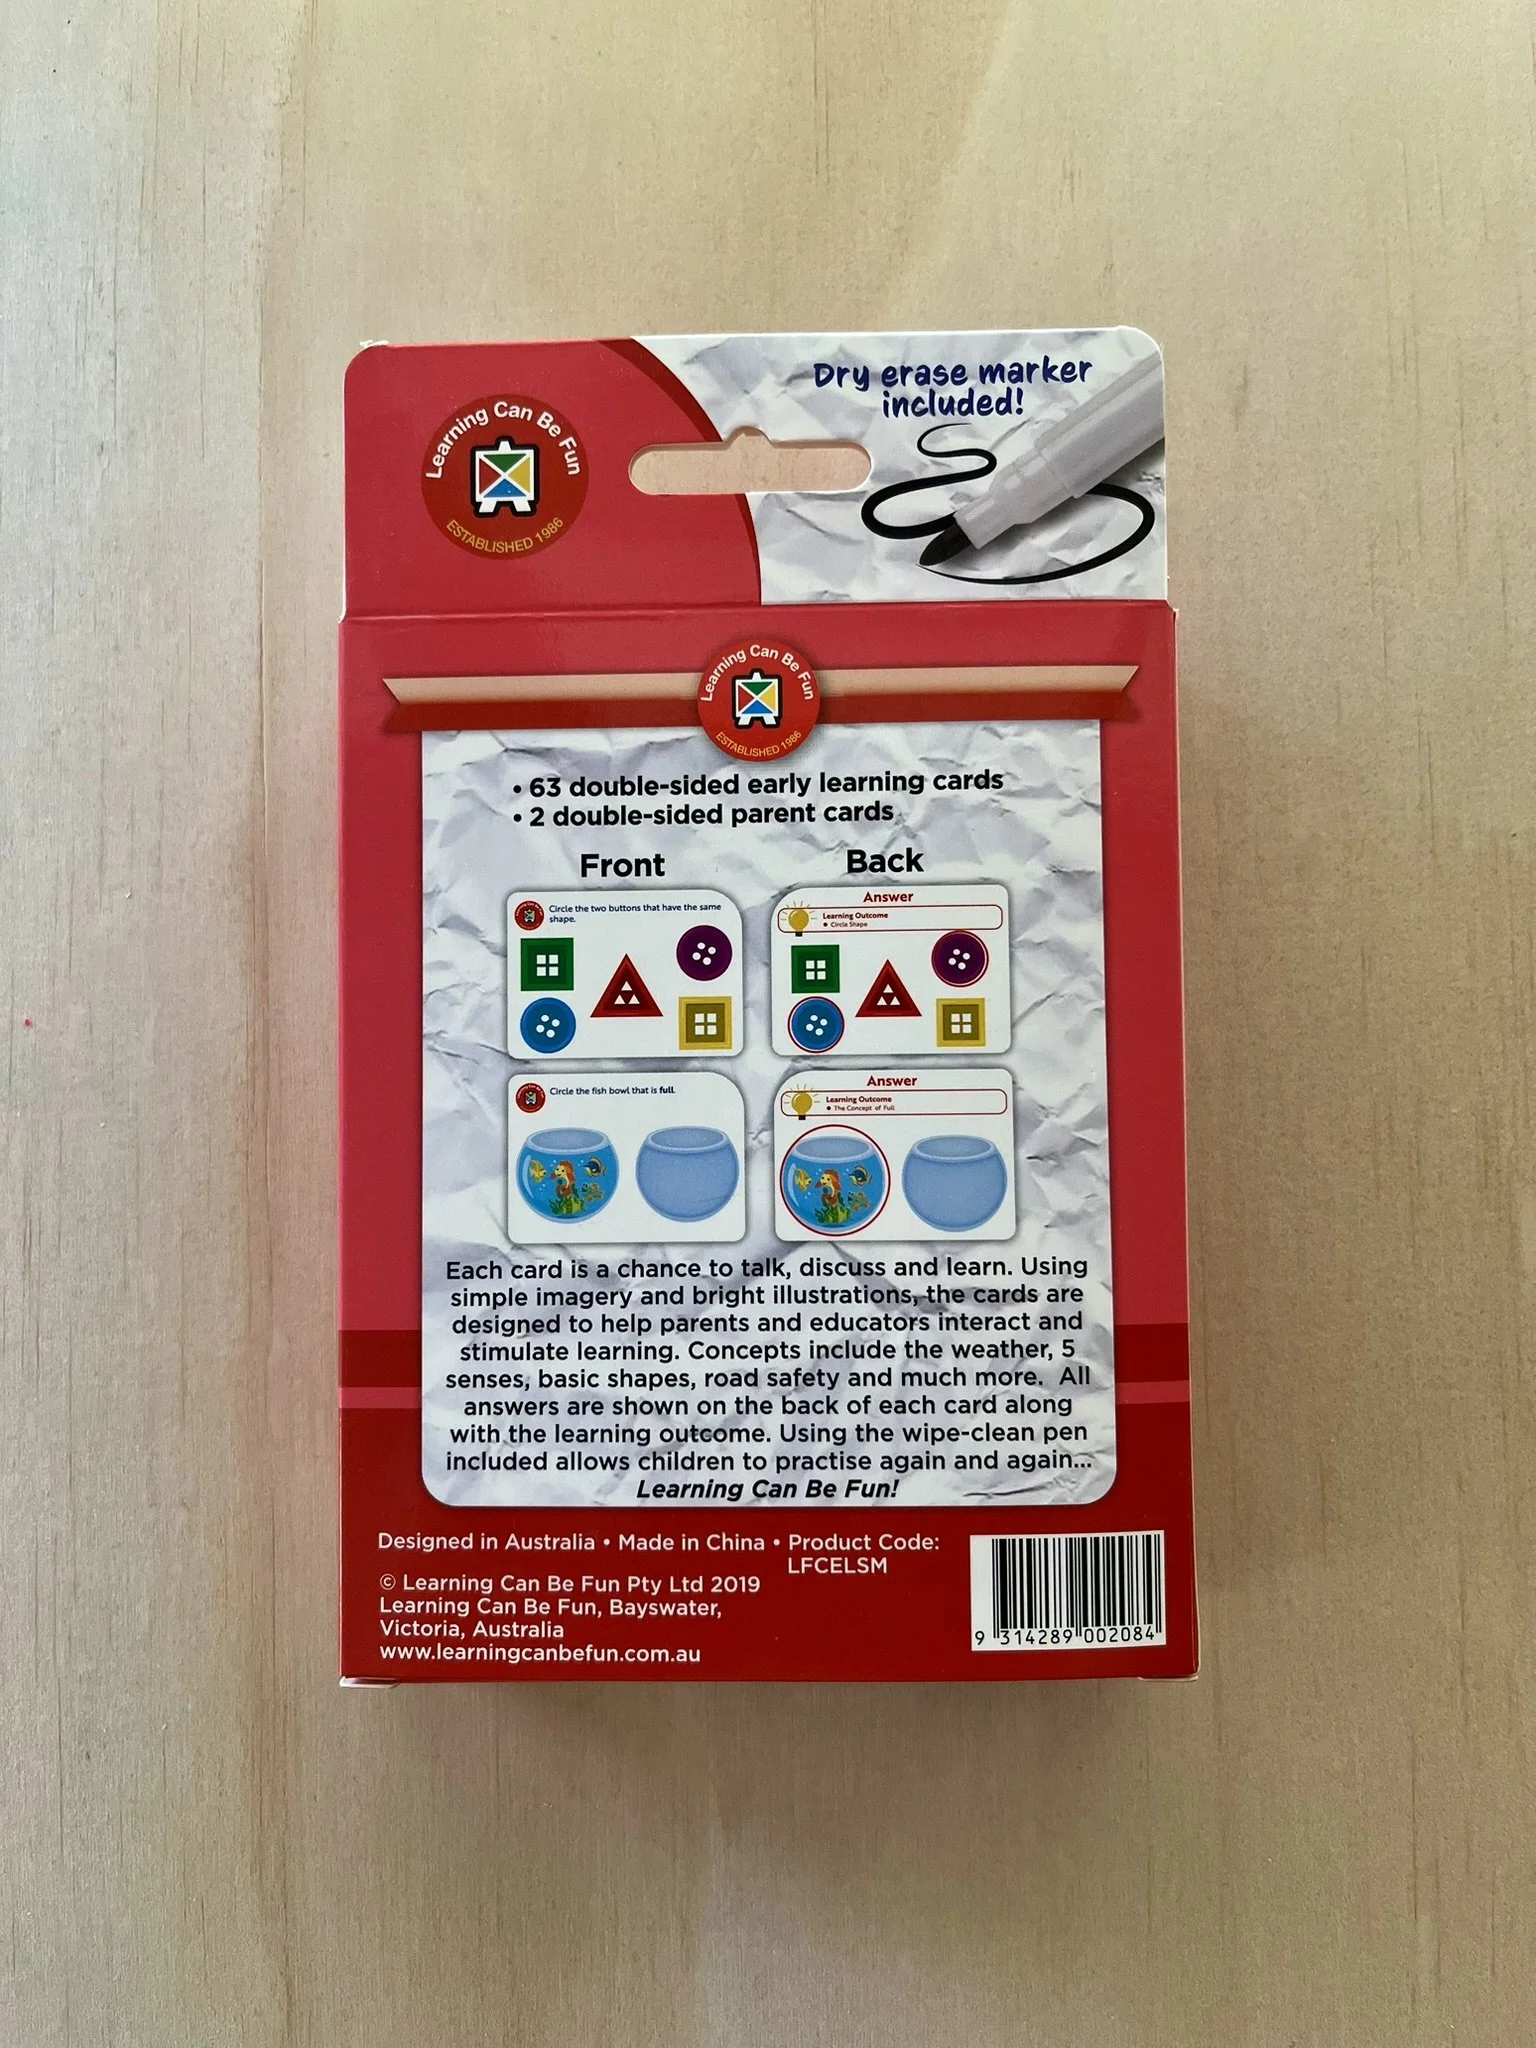 Learning Can Be Fun
ESTABLISHED 1986
Dry erase marker
included!
Learning Can Be Fun
ESTABLISHED 1986
• 63 double-sided early learning cards
• 2 double-sided parent cards
Front
Back
Circle the two buttons that have the same
shape.
Answer
Learning Outcome
• Circle Shape
Circle the fish bowl that is full.
Answer
Learning Outcome
• The Concept of Full
Each card is a chance to talk, discuss and learn. Using
simple imagery and bright illustrations, the cards are
designed to help parents and educators interact and
stimulate learning. Concepts include the weather, 5
senses, basic shapes, road safety and much more. All
answers are shown on the back of each card along
with the learning outcome. Using the wipe-clean pen
included allows children to practise again and again...
Learning Can Be Fun!
Designed in Australia • Made in China • Product Code:
LFCELSM
© Learning Can Be Fun Pty Ltd 2019
Learning Can Be Fun, Bayswater,
Victoria, Australia
www.learningcanbefun.com.au
9 314289 002084